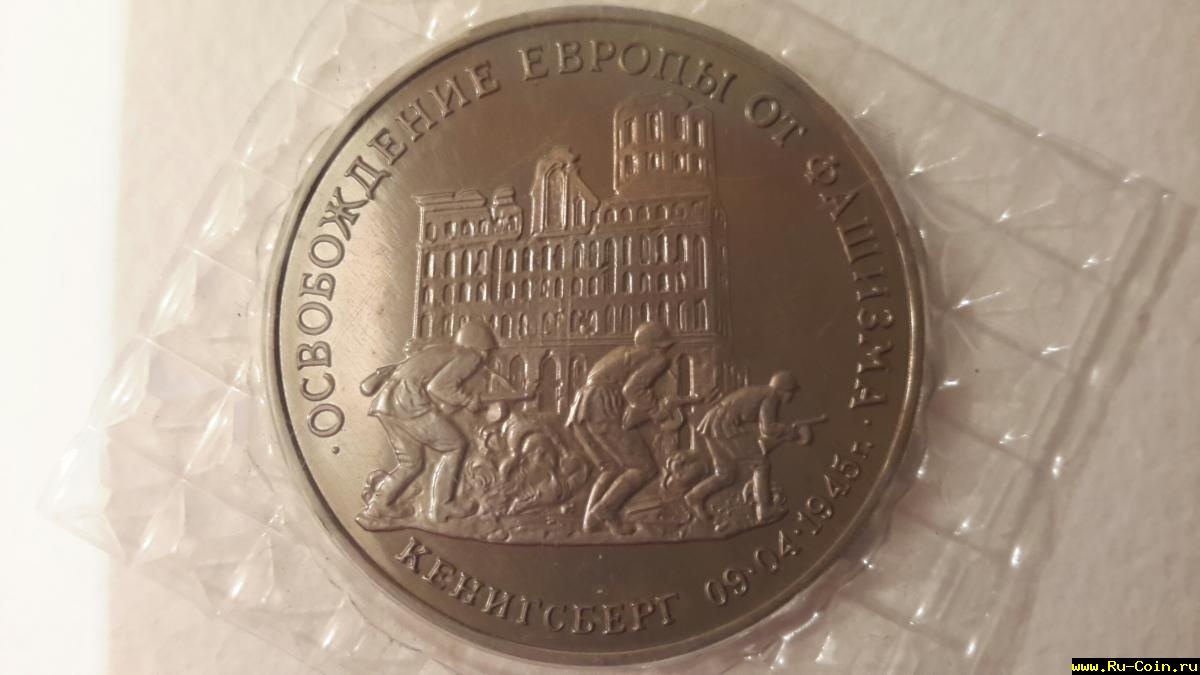 · ОСВОБОЖДЕНИЕ ЕВРОПЫ ОТ ФАШИЗМА ·
КЕНИГСБЕРГ 09·04·1945г.
www.Ru-Coin.ru